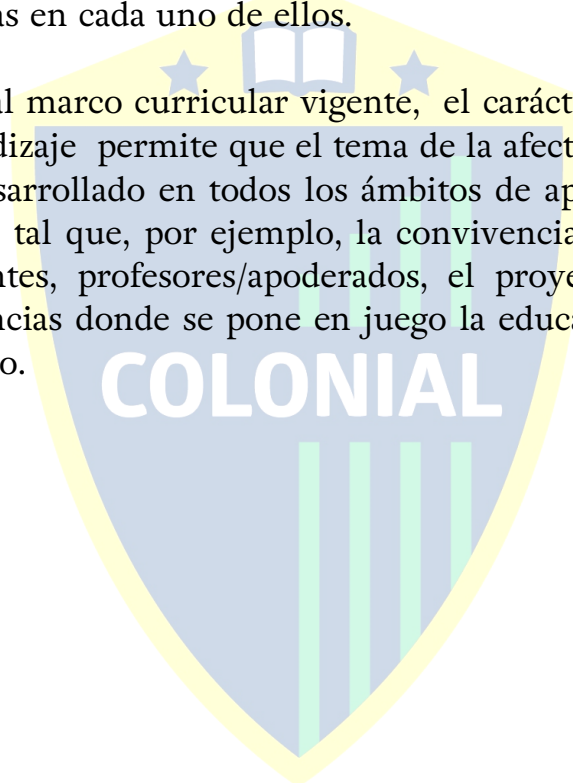 as en cada uno de ellos.
al marco curricular vigente, el caráct
dizaje permite que el tema de la afect
sarrollado en todos los ámbitos de ap
tal que, por ejemplo, la convivencia
ntes, profesores/apoderados, el proye
ncias donde se pone en juego la educa
o.
COLONIAL